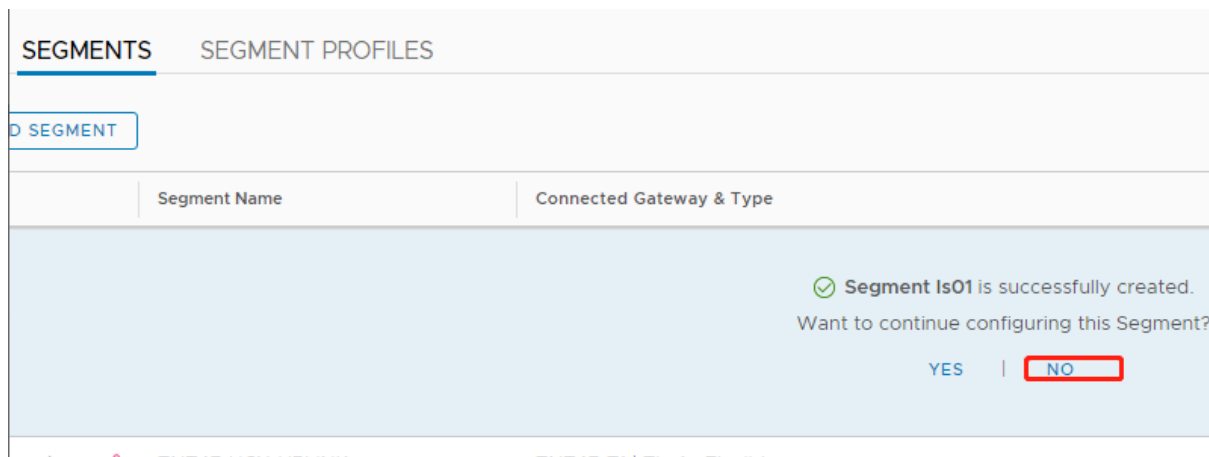 SEGMENTS SEGMENT PROFILES
D SEGMENT
Segment Name Connected Gateway & Type
Segment ls01 is successfully created.
Want to continue configuring this Segment?
YES | NO